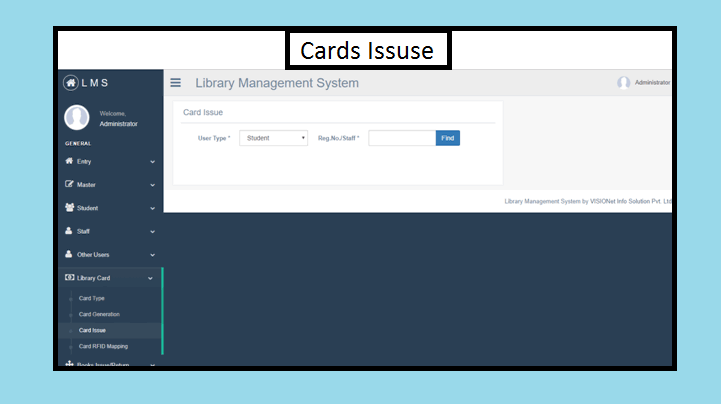 Cards Issuse
L M S
Library Management System
Administrator
Welcome,
Administrator
Card Issue
User Type *
Student
Reg.No./Staff *
Find
GENERAL
Entry
Master
Student
Staff
Other Users
Library Card
Card Type
Card Generation
Card Issue
Card RFID Mapping
Books Issue/Return
Library Management System by VISIONet Info Solution Pvt. Ltd